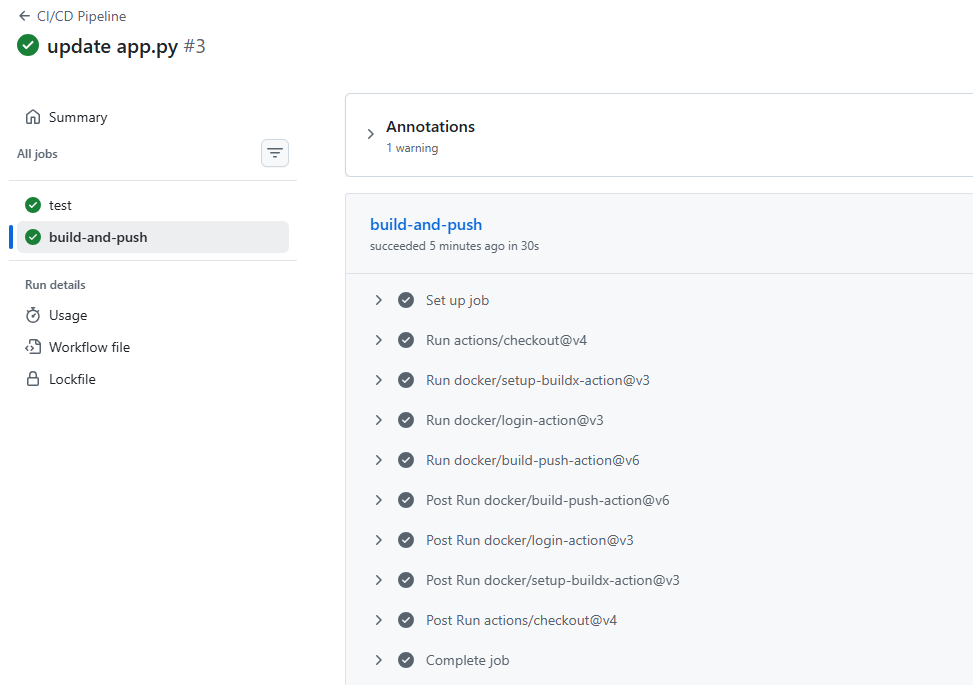 CI/CD Pipeline
update app.py #3
Summary
All jobs
test
build-and-push
Run details
Usage
Workflow file
Lockfile
Annotations
1 warning
build-and-push
succeeded 5 minutes ago in 30s
Set up job
Run actions/checkout@v4
Run docker/setup-buildx-action@v3
Run docker/login-action@v3
Run docker/build-push-action@v6
Post Run docker/build-push-action@v6
Post Run docker/login-action@v3
Post Run docker/setup-buildx-action@v3
Post Run actions/checkout@v4
Complete job